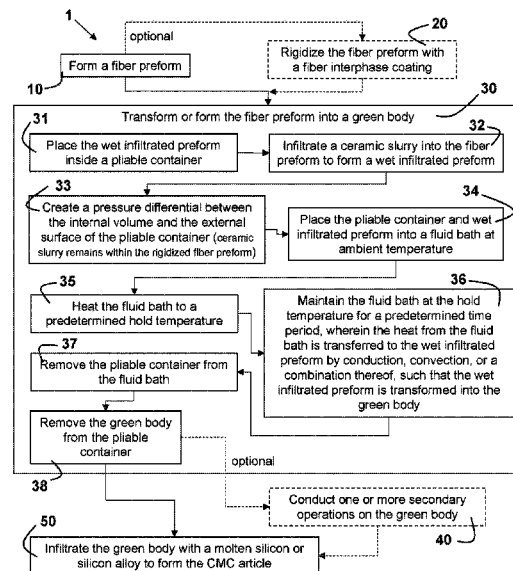 1
optional
20
Form a fiber preform
10
Rigidize the fiber preform with
a fiber interphase coating
Transform or form the fiber preform into a green body
30
31
Place the wet infiltrated preform
inside a pliable container
32
Infiltrate a ceramic slurry into the fiber
preform to form a wet infiltrated preform
33
Create a pressure differential between
the internal volume and the external
surface of the pliable container (ceramic
slurry remains within the rigidized fiber preform)
34
Place the pliable container and wet
infiltrated preform into a fluid bath at
ambient temperature
35
Heat the fluid bath to a
predetermined hold temperature
36
Maintain the fluid bath at the hold
temperature for a predetermined time
period, wherein the heat from the fluid
bath is transferred to the wet infiltrated
preform by conduction, convection, or a
combination thereof, such that the wet
infiltrated preform is transformed into the
green body
37
Remove the pliable container
from the fluid bath
Remove the green body
from the pliable
container
38
optional
Conduct one or more secondary
operations on the green body
40
50
Infiltrate the green body with a molten silicon or
silicon alloy to form the CMC article